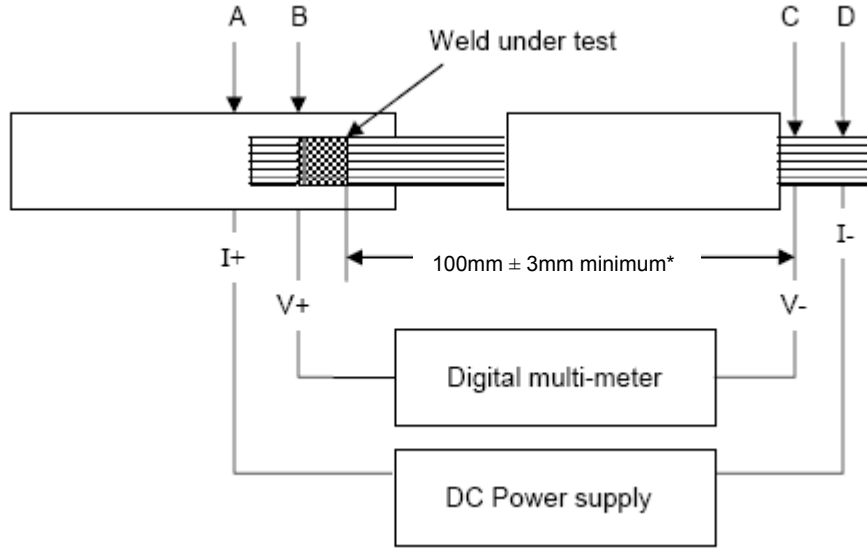 A B C D
Weld under test
I+ 100mm ± 3mm minimum* I-
V+ V-
Digital multi-meter
DC Power supply